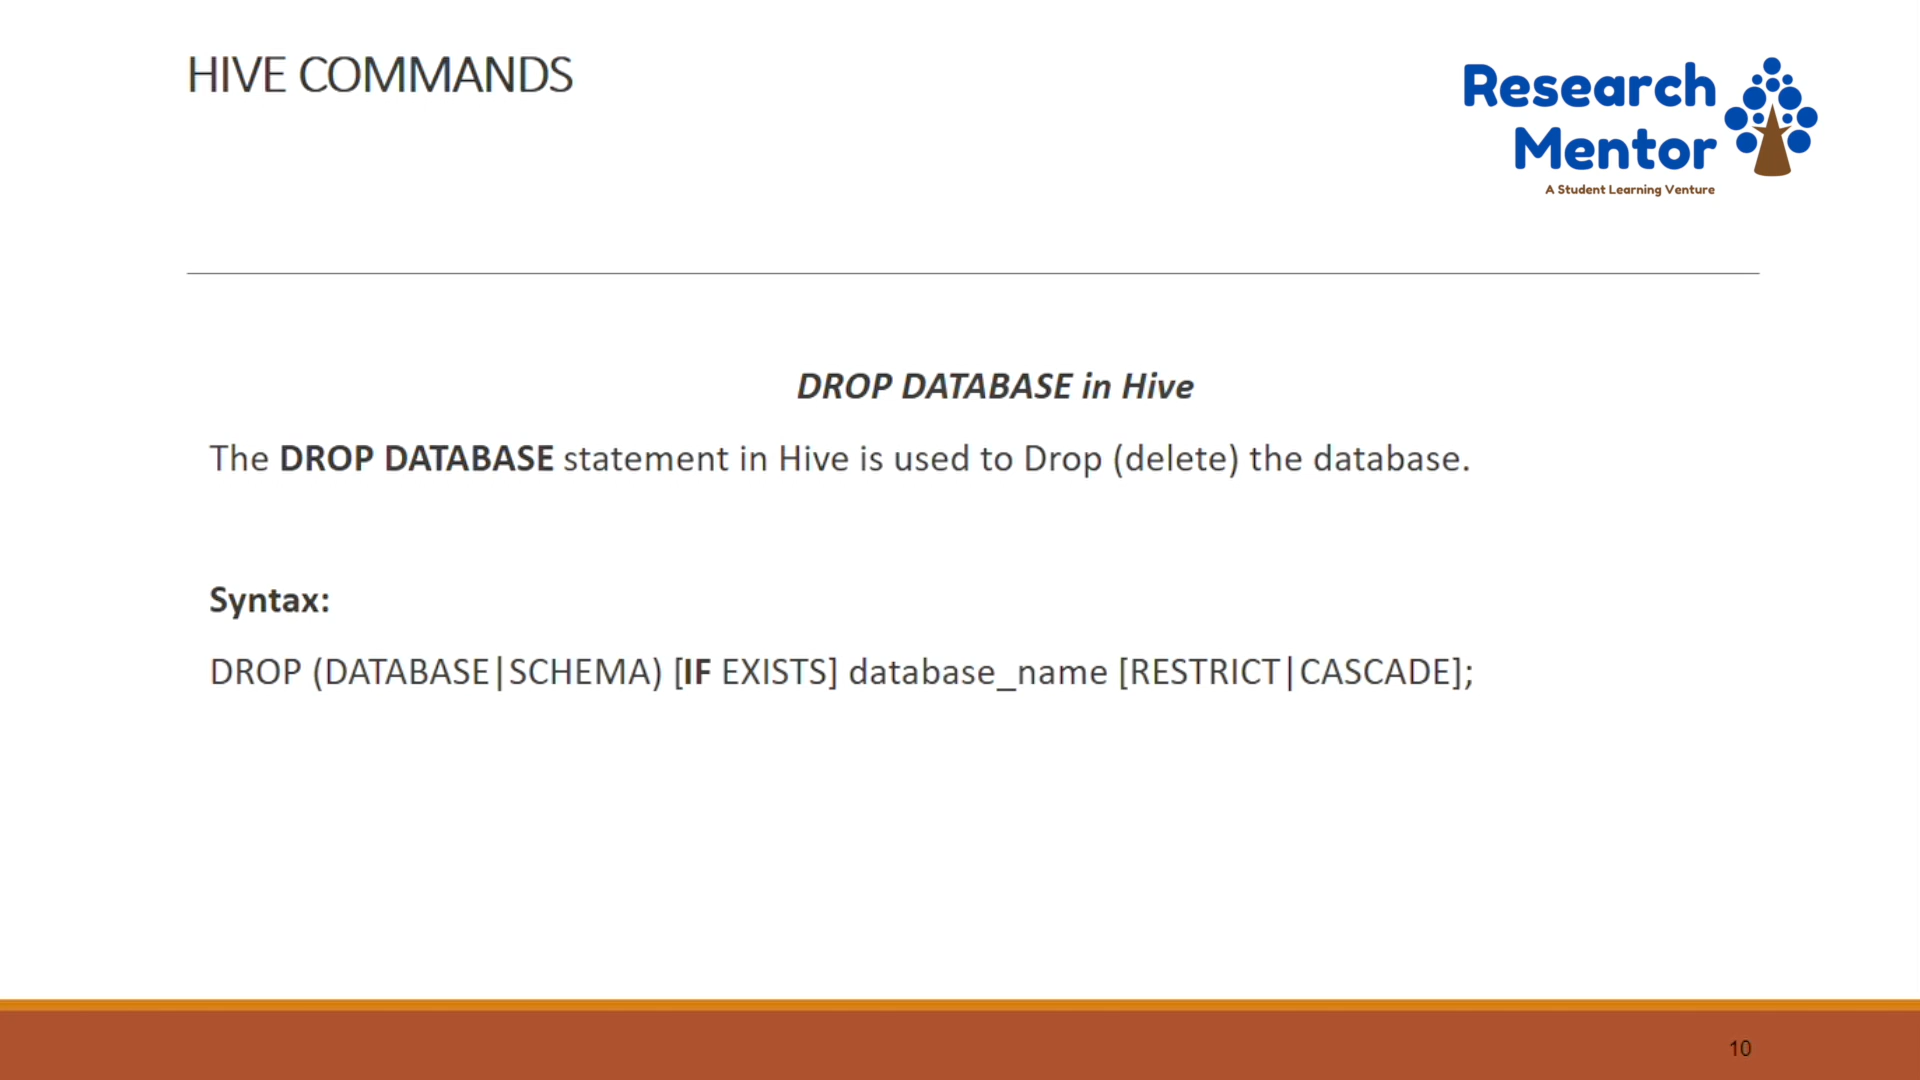 HIVE COMMANDS
Research
Mentor
A Student Learning Venture
DROP DATABASE in Hive
The DROP DATABASE statement in Hive is used to Drop (delete) the database.
Syntax:
DROP (DATABASE|SCHEMA) [IF EXISTS] database_name [RESTRICT|CASCADE];
10